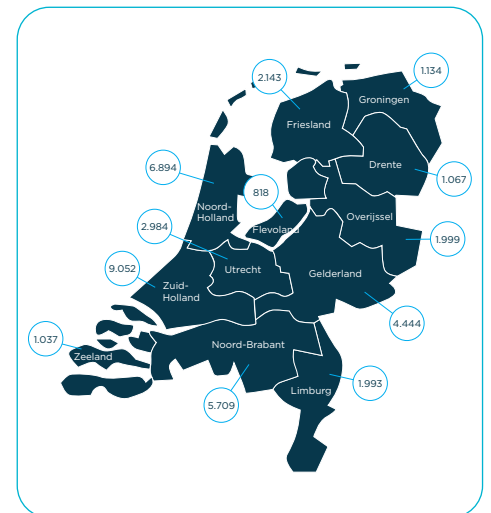 1.134
2.143
Groningen
Friesland
6.894
Drente
1.067
818
Noord-
Holland
Overijssel
2.984
Flevoland
1.999
9.052
Utrecht
Gelderland
Zuid-
Holland
4.444
1.037
Noord-Brabant
Zeeland
1.993
Limburg
5.709